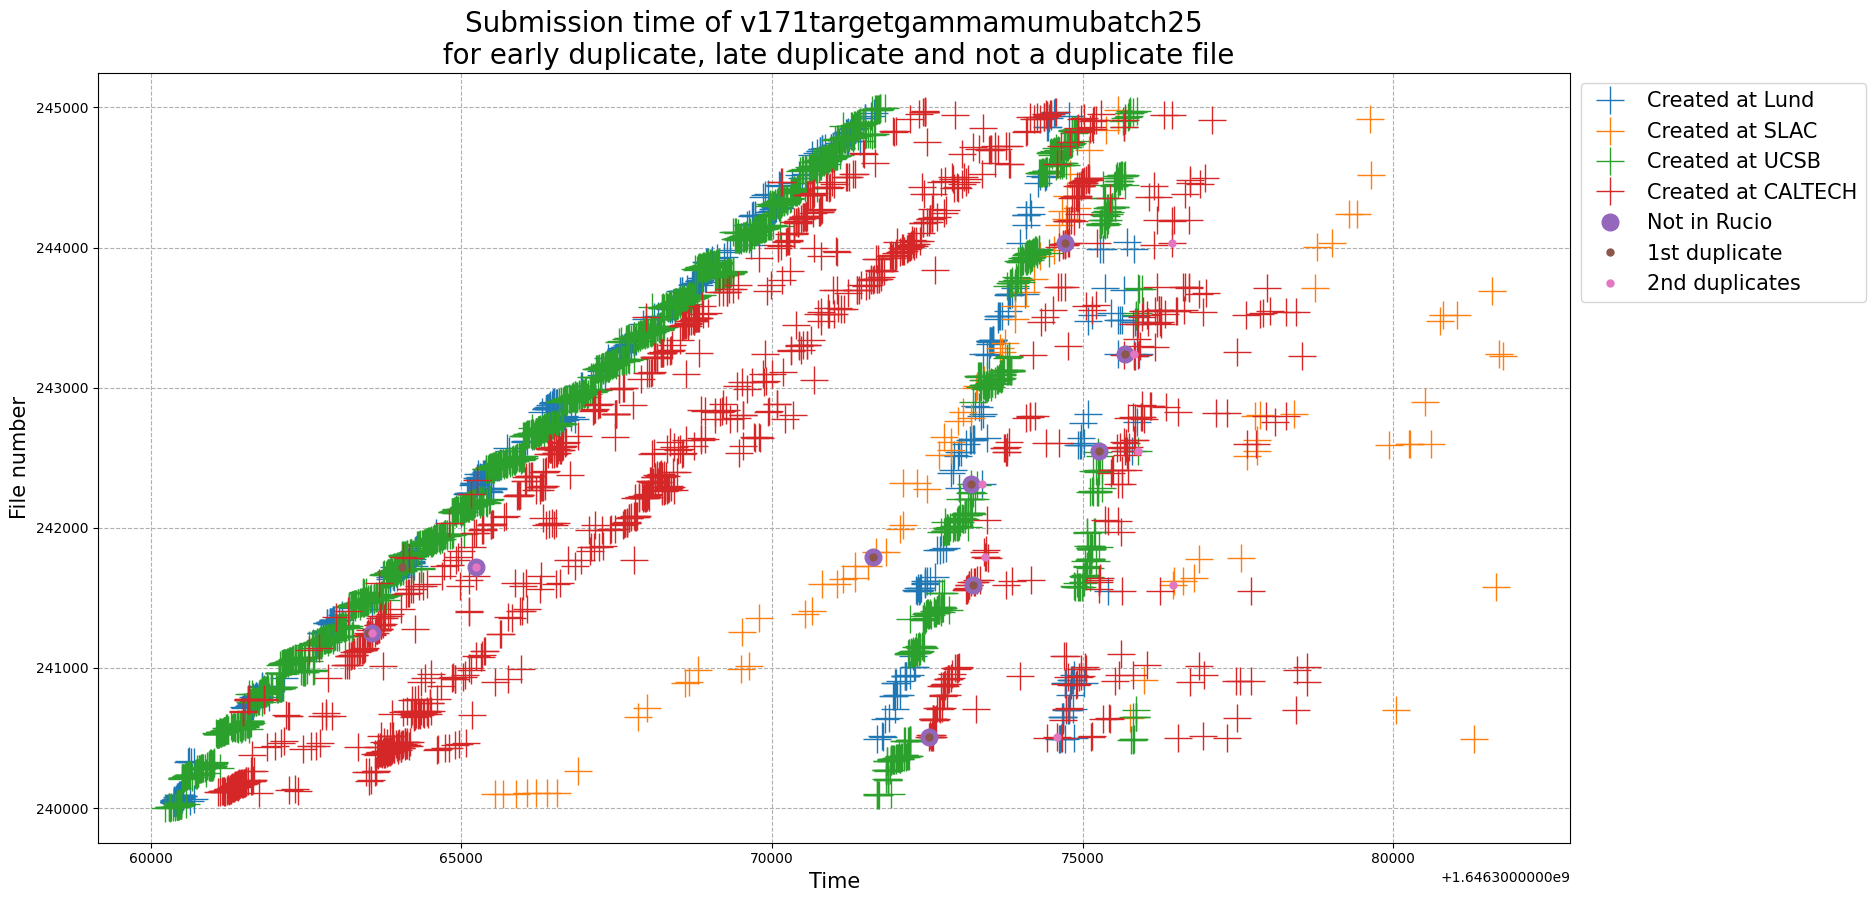 Submission time of v171targetgammamumubatch25
for early duplicate, late duplicate and not a duplicate file
Created at Lund
Created at SLAC
Created at UCSB
Created at CALTECH
Not in Rucio
1st duplicate
2nd duplicates
File number
245000
244000
243000
242000
241000
240000
60000
65000
70000
75000
80000
Time
+1.6463000000e9